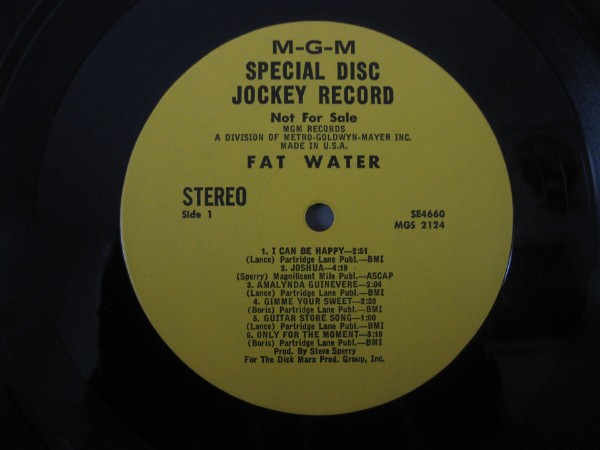 M-G-M
SPECIAL DISC
JOCKEY RECORD
Not For Sale
MGM RECORDS
A DIVISION OF METRO-GOLDWYN-MAYER INC.
MADE IN U.S.A.
FAT WATER
STEREO
Side 1
SE4660
MGS 2124
1. I CAN BE HAPPY—2:51
(Lance) Partridge Lane Publ.—BMI
2. JOSHUA—4:19
(Sperry) Magnificent Mile Publ.—ASCAP
3. AMALYNDA GUINEVERE—2:04
(Lance) Partridge Lane Publ.—BMI
4. GIMME YOUR SWEET—2:20
(Boris) Partridge Lane Publ.—BMI
5. GUITAR STORE SONG—1:00
(Lance) Partridge Lane Publ.—BMI
6. ONLY FOR THE MOMENT—3:19
(Boris) Partridge Lane Publ.—BMI
Prod. By Steve Sperry
For The Dick Marx Prod. Group, Inc.